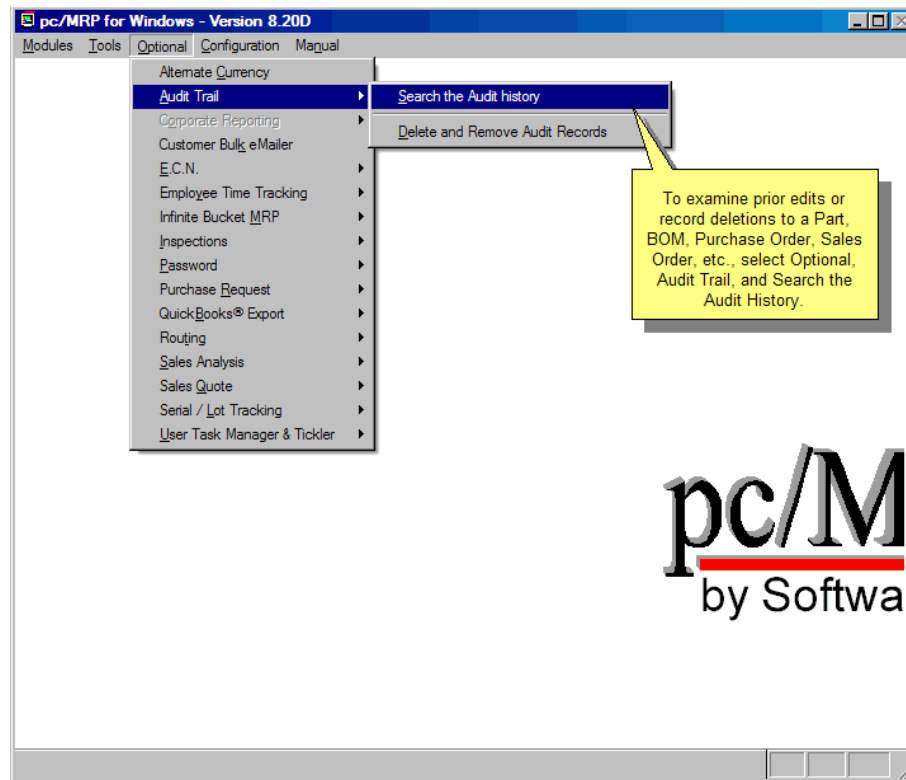 pc/MRP for Windows - Version 8.20D
Modules Tools Optional Configuration Manual
Alternate Currency
Audit Trail
Search the Audit history
Corporate Reporting
Delete and Remove Audit Records
Customer Bulk eMailer
E.C.N.
Employee Time Tracking
Infinite Bucket MRP
Inspections
Password
Purchase Request
QuickBooks® Export
Routing
Sales Analysis
Sales Quote
Serial / Lot Tracking
User Task Manager & Tickler
To examine prior edits or
record deletions to a Part,
BOM, Purchase Order, Sales
Order, etc., select Optional,
Audit Trail, and Search the
Audit History.
pc/M
by Softwa